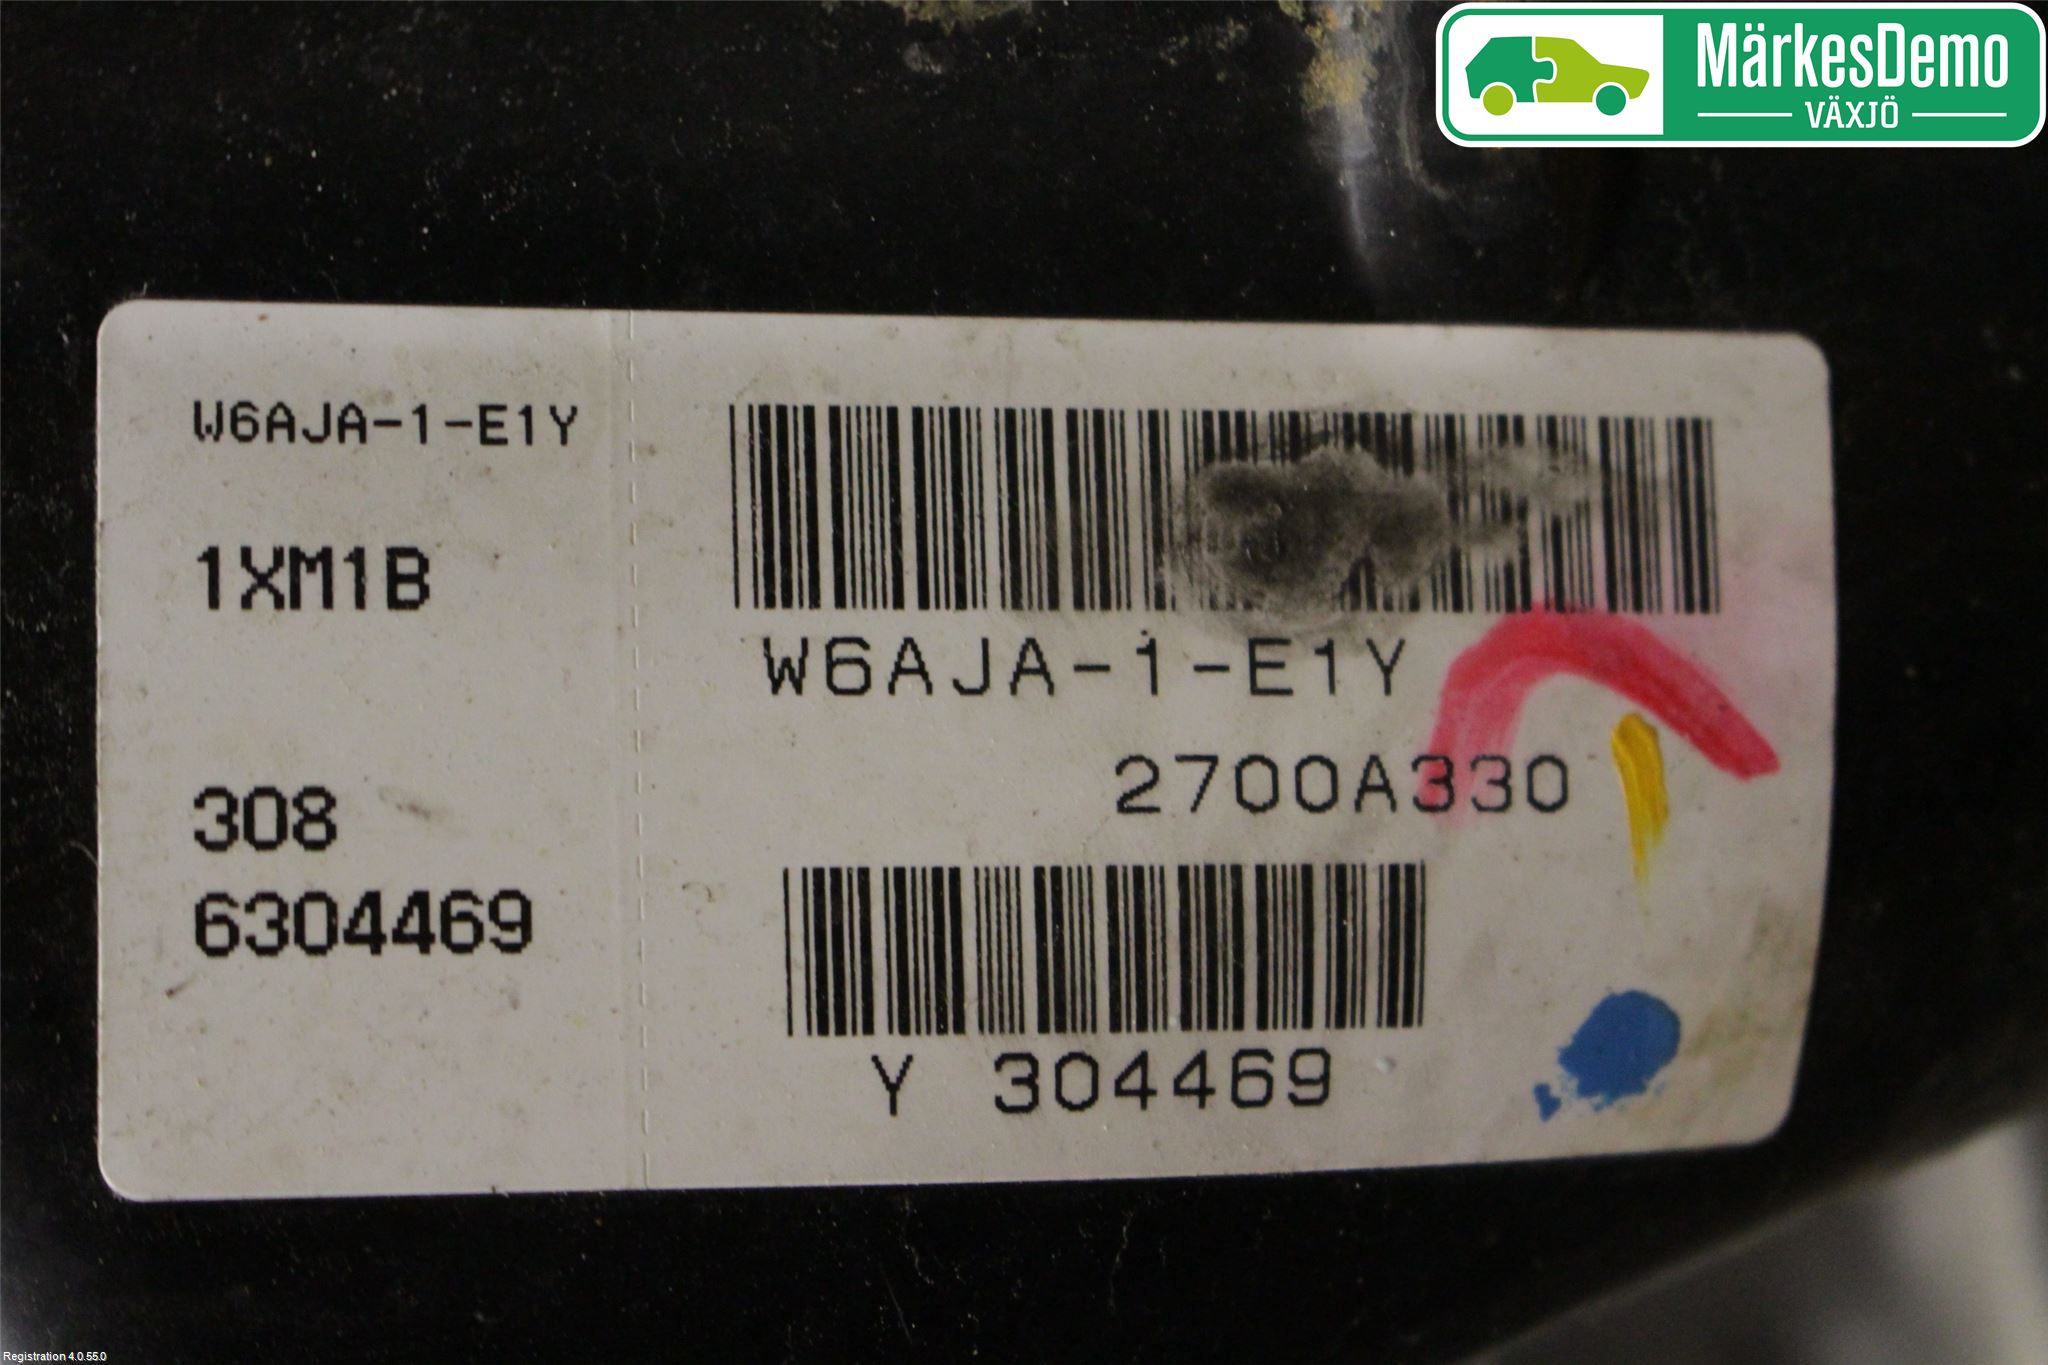 MärkesDemo
VÄXJÖ
W6AJA-1-E1Y
1XM1B
308
6304469
W6AJA-1-E1Y
2700A330
Y 304469
Registration 4.0.55.0